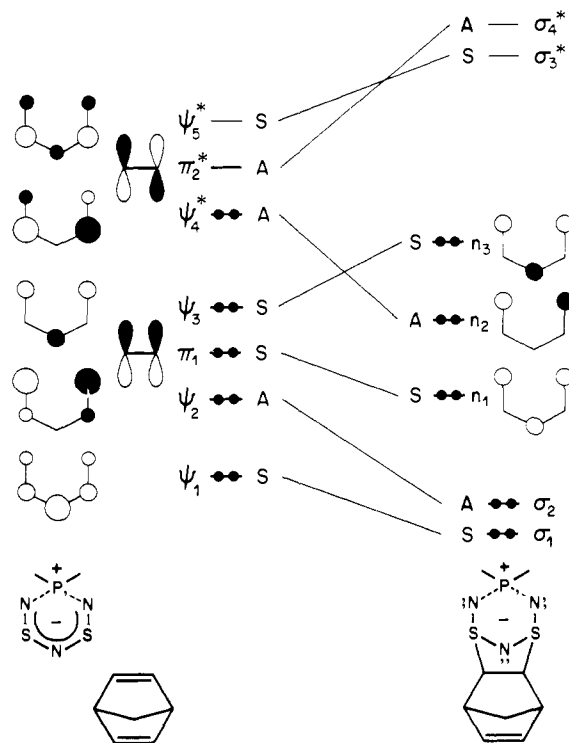 A — σ₄*
S — σ₃*
ψ₅* — S
π₂* — A
ψ₄* A
S n₃
ψ₃ S
A n₂
π₁ S
S n₁
ψ₂ A
ψ₁ S
A σ₂
S σ₁
+ +
P P
N N N N
− −
S S S S
N N